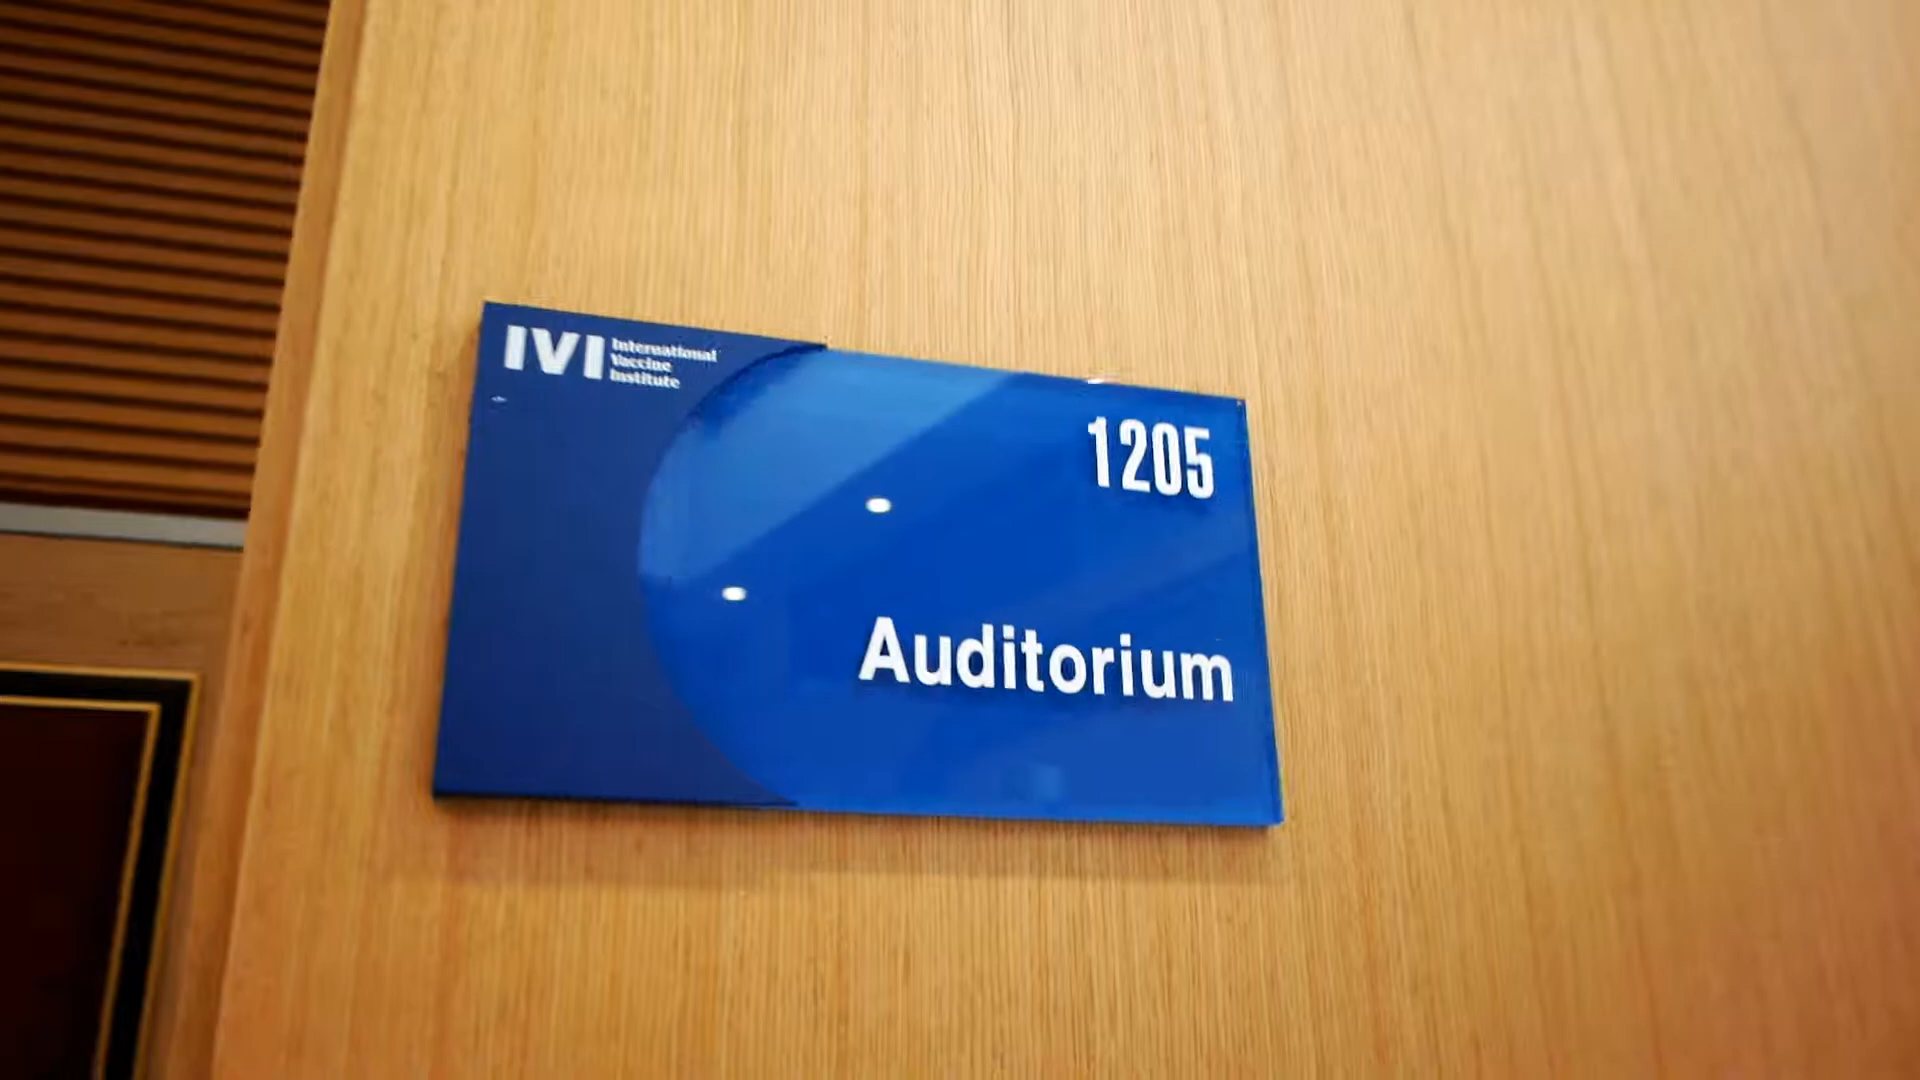 IVI
International
Vaccine
Institute
1205
Auditorium